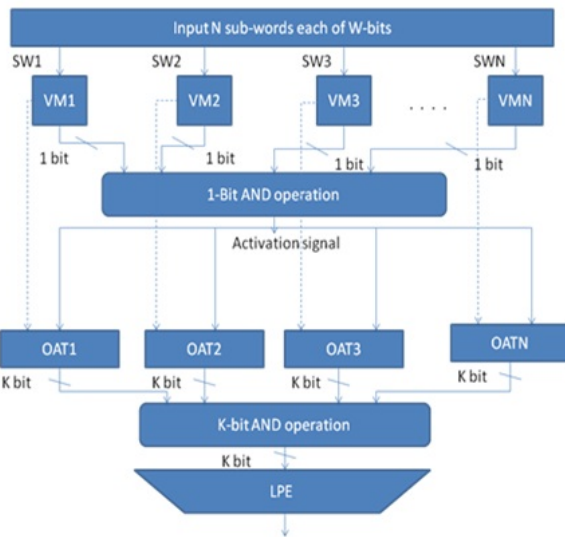 Input N sub-words each of W-bits
SW1 SW2 SW3 SWN
VM1 VM2 VM3 . . . . VMN
1 bit 1 bit 1 bit 1 bit
1-Bit AND operation
Activation signal
OAT1 OAT2 OAT3 OATN
K bit K bit K bit K bit
K-bit AND operation
K bit
LPE